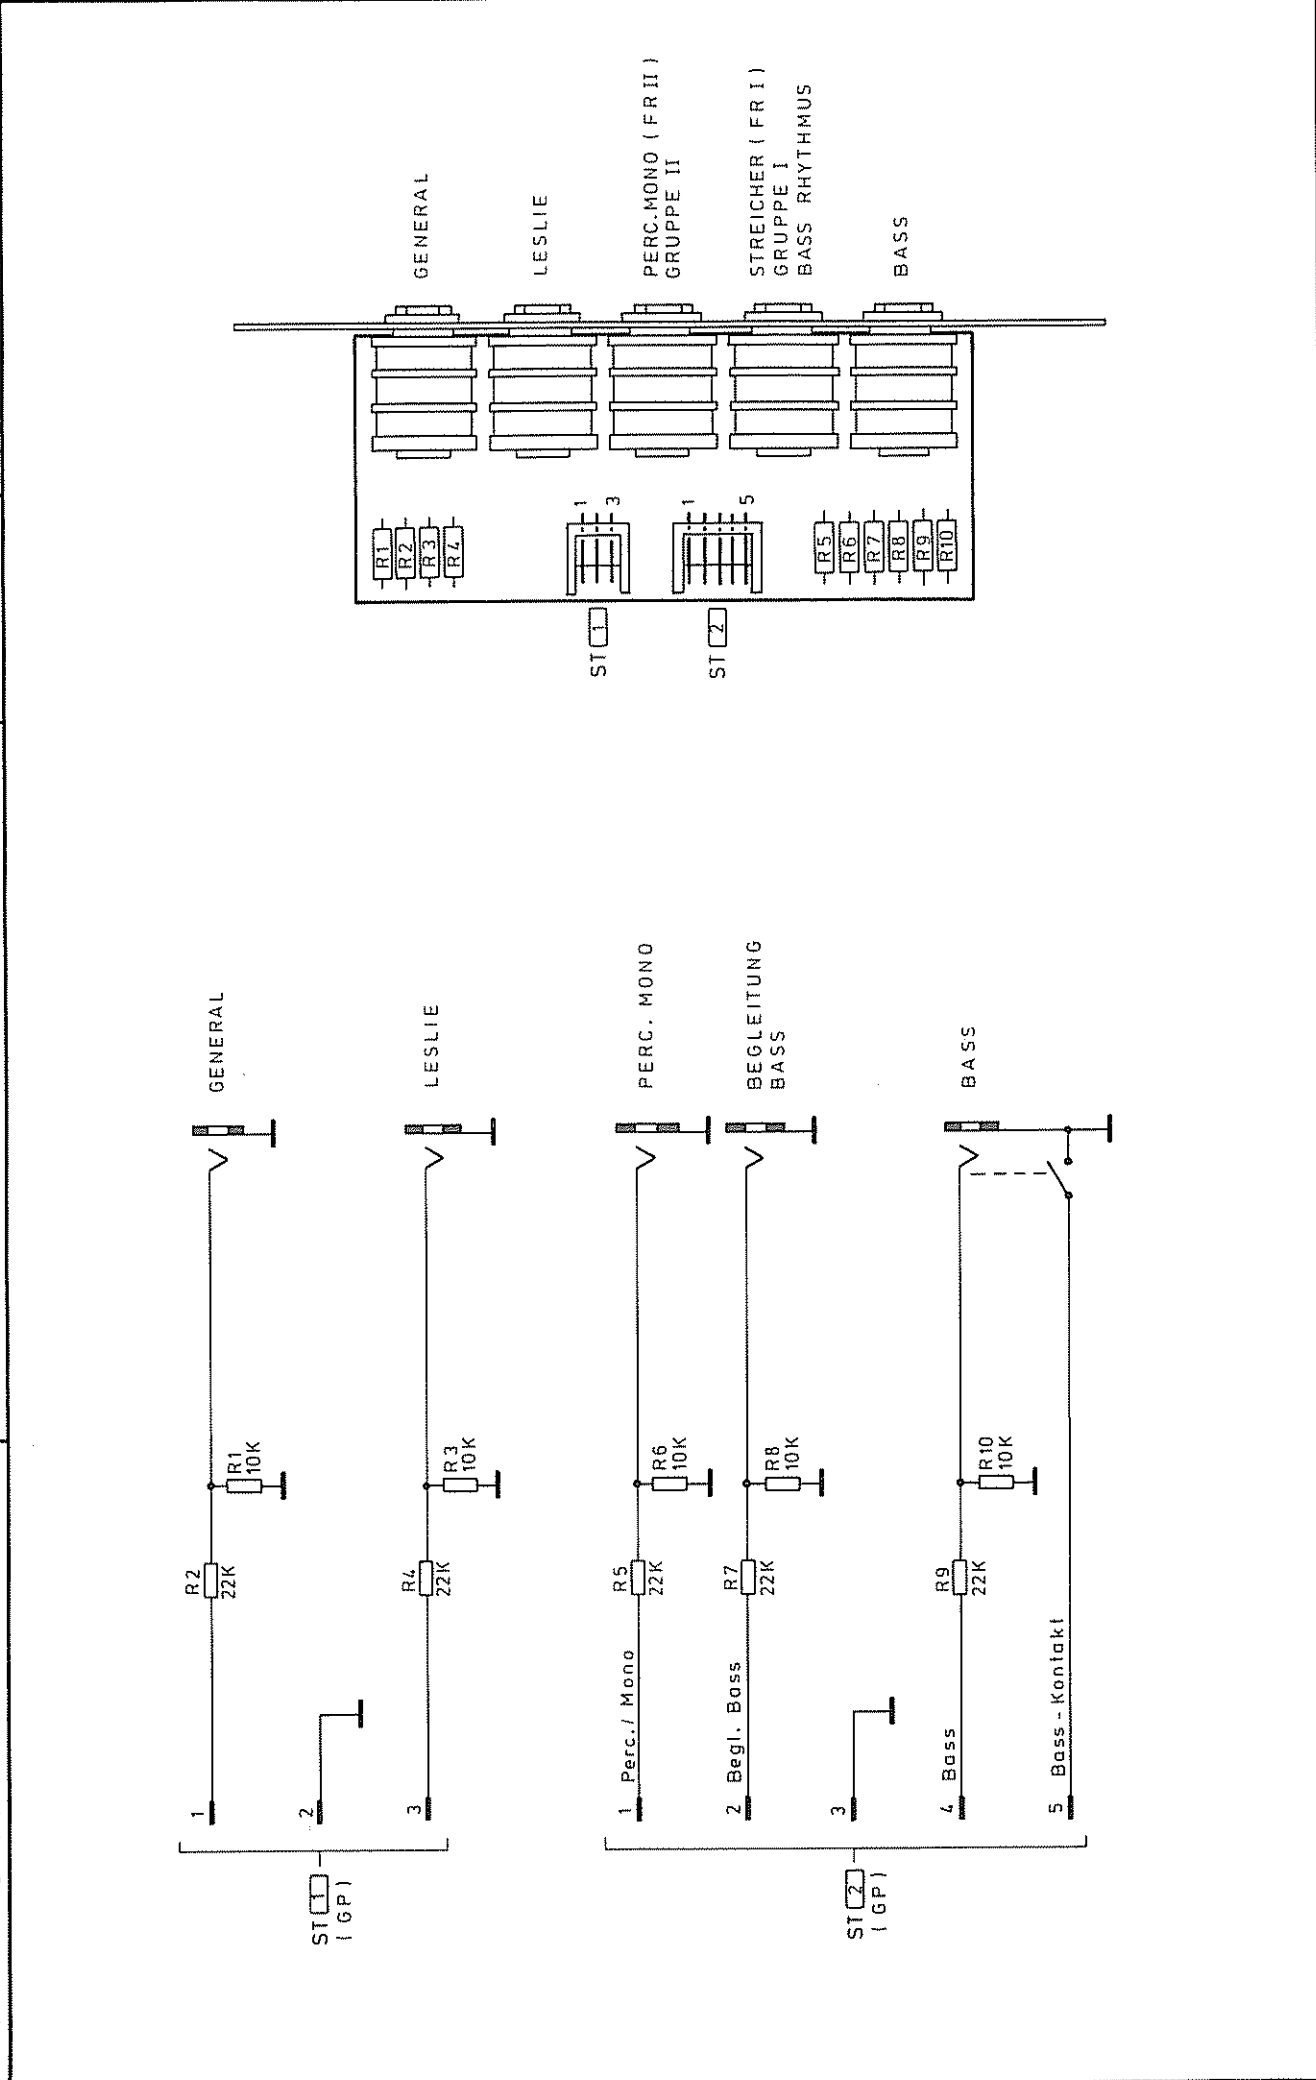 GENERAL
LESLIE
PERC.MONO (FR II)
GRUPPE II
STREICHER (FR I)
GRUPPE I
BASS RHYTHMUS
BASS
R1
R2
R3
R4
1
3
1
5
R5
R6
R7
R8
R9
R10
ST 1
ST 2
GENERAL
LESLIE
PERC. MONO
BEGLEITUNG
BASS
BASS
R1
10K
R3
10K
R6
10K
R8
10K
R10
10K
R2
22K
R4
22K
R5
22K
R7
22K
R9
22K
1
2
3
1 Perc./Mono
2 Begl. Bass
3
4 Bass
5 Bass-Kontakt
ST 1
(GP)
ST 2
(GP)